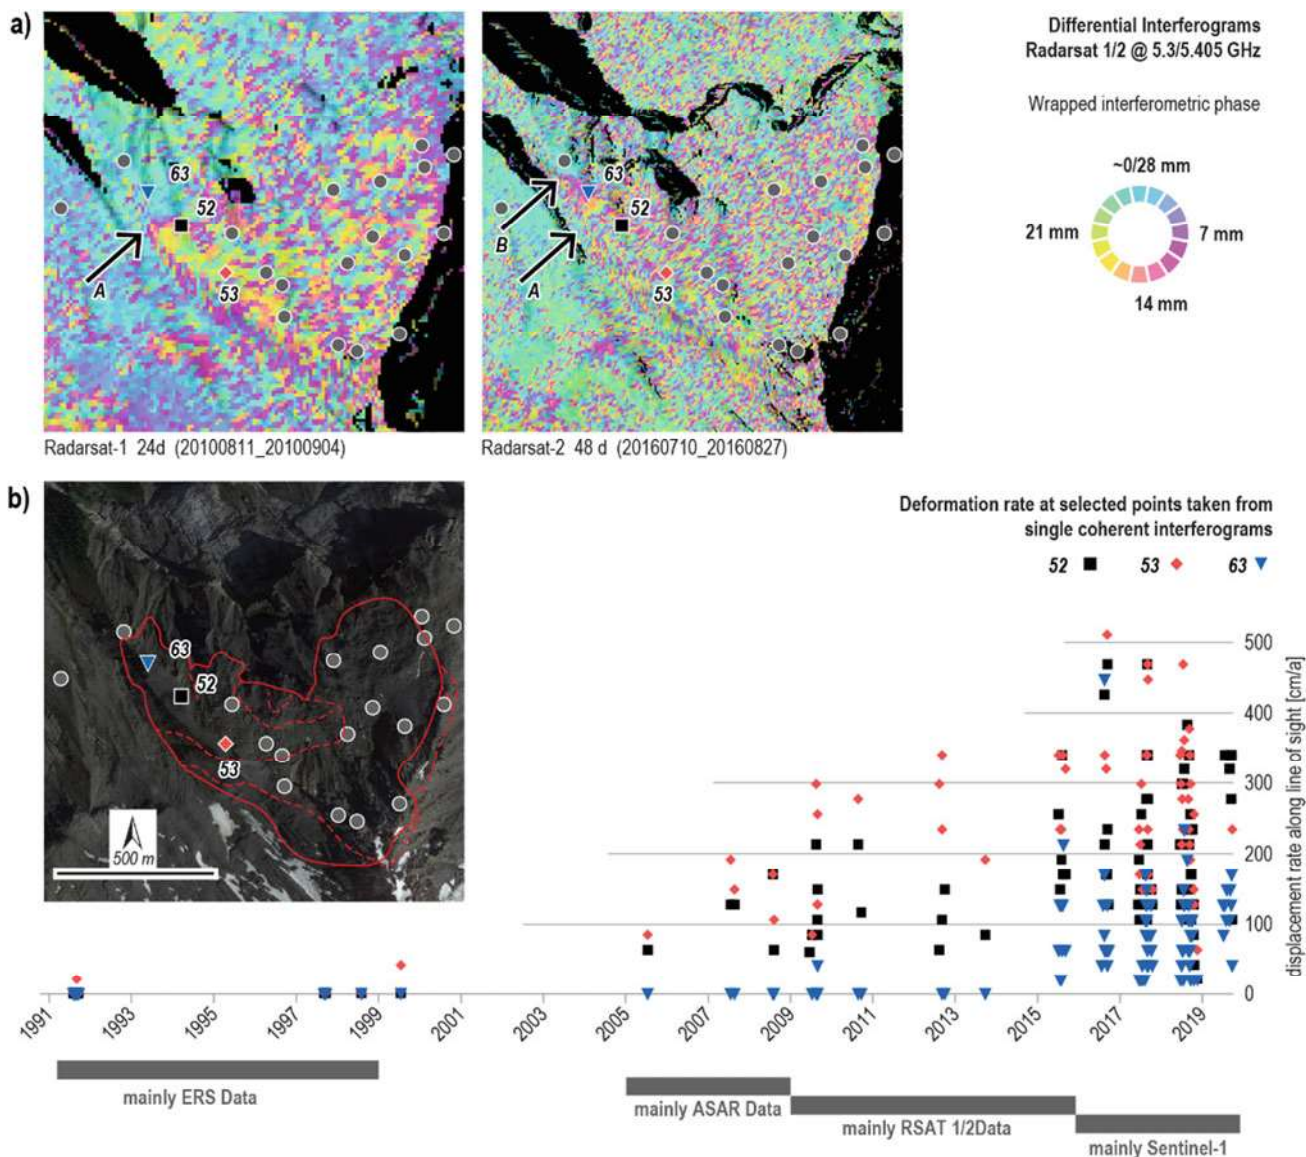 a)
Differential Interferograms
Radarsat 1/2 @ 5.3/5.405 GHz
Wrapped interferometric phase
~0/28 mm
21 mm
7 mm
14 mm
63
52
53
A
63
52
53
B
A
Radarsat-1 24d (20100811_20100904)
Radarsat-2 48 d (20160710_20160827)
b)
Deformation rate at selected points taken from
single coherent interferograms
52
53
63
63
52
53
500 m
500
400
300
200
100
0
displacement rate along line of sight [cm/a]
1991
1993
1995
1997
1999
2001
2003
2005
2007
2009
2011
2013
2015
2017
2019
mainly ERS Data
mainly ASAR Data
mainly RSAT 1/2Data
mainly Sentinel-1